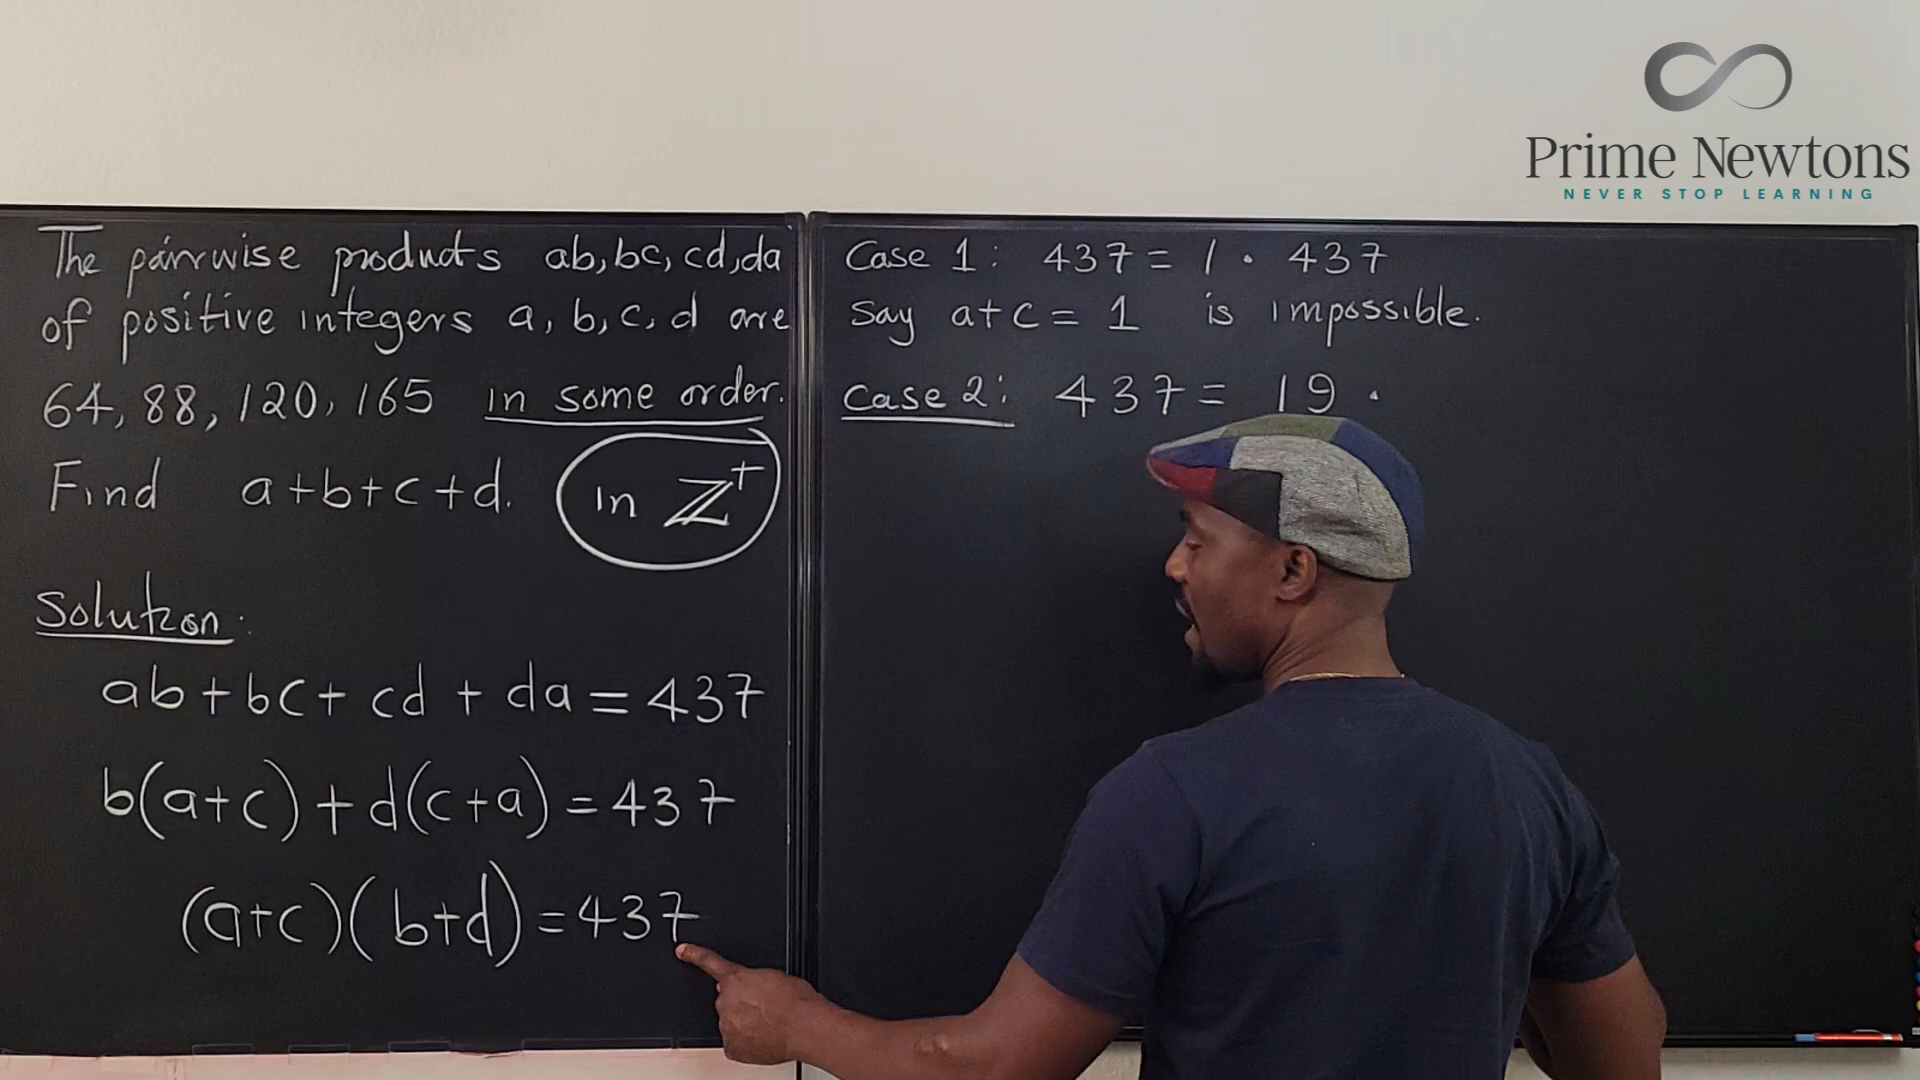 Prime Newtons
NEVER STOP LEARNING
The pairwise products ab, bc, cd, da
of positive integers a, b, c, d are
64, 88, 120, 165 in some order.
Find a+b+c+d. in ℤ⁺
Solution:
ab + bc + cd + da = 437
b(a+c) + d(c+a) = 437
(a+c)(b+d) = 437
Case 1: 437 = 1 · 437
Say a+c = 1 is impossible.
Case 2: 437 = 19 ·